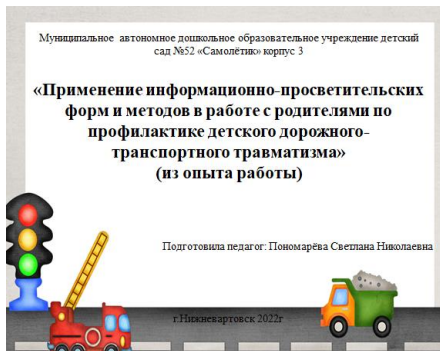 Муниципальное автономное дошкольное образовательное учреждение детский
сад №52 «Самолётик» корпус 3
«Применение информационно-просветительских
форм и методов в работе с родителями по
профилактике детского дорожного-
транспортного травматизма»
(из опыта работы)
Подготовила педагог: Пономарёва Светлана Николаевна
г.Нижневартовск 2022г